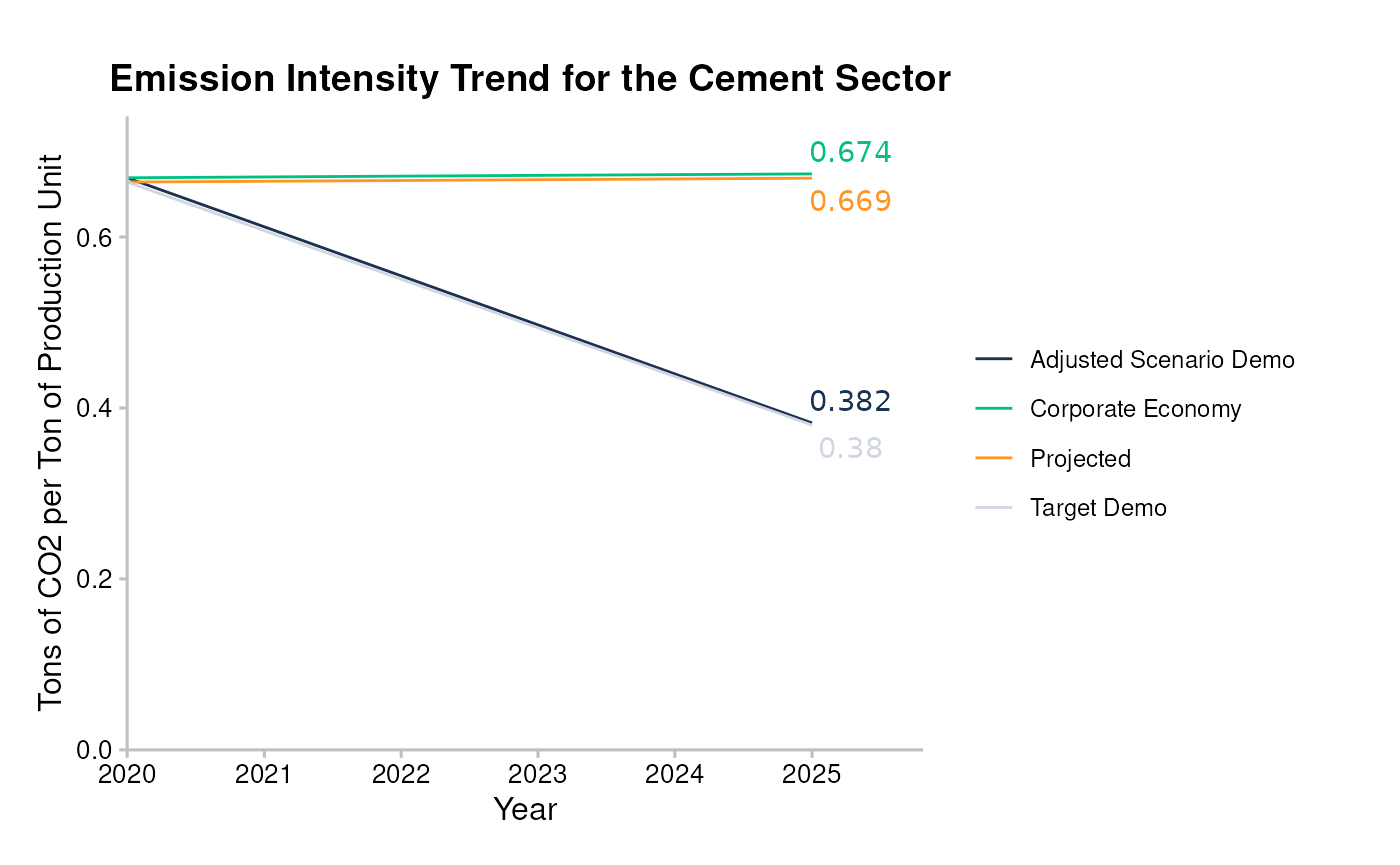 Emission Intensity Trend for the Cement Sector
Tons of CO2 per Ton of Production Unit
0.6
0.4
0.2
0.0
0.674
0.669
0.382
0.38
2020 2021 2022 2023 2024 2025
Year
Adjusted Scenario Demo
Corporate Economy
Projected
Target Demo